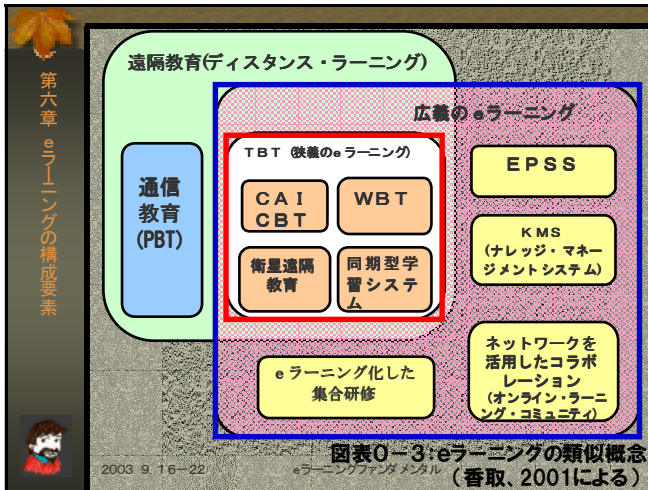 第六章 eラーニングの構成要素
遠隔教育(ディスタンス・ラーニング)
広義のeラーニング
TBT (狭義のeラーニング)
通信
教育
(PBT)
CAI
CBT
WBT
衛星遠隔
教育
同期型学
習システ
ム
EPSS
KMS
(ナレッジ・マネー
ジメントシステム)
ネットワークを
活用したコラボ
レーション
(オンライン・ラーニ
ング・コミュニティ)
eラーニング化した
集合研修
図表0-3:eラーニングの類似概念
(香取、2001による)
2003 9. 16-22
eラーニングファンダメンタル